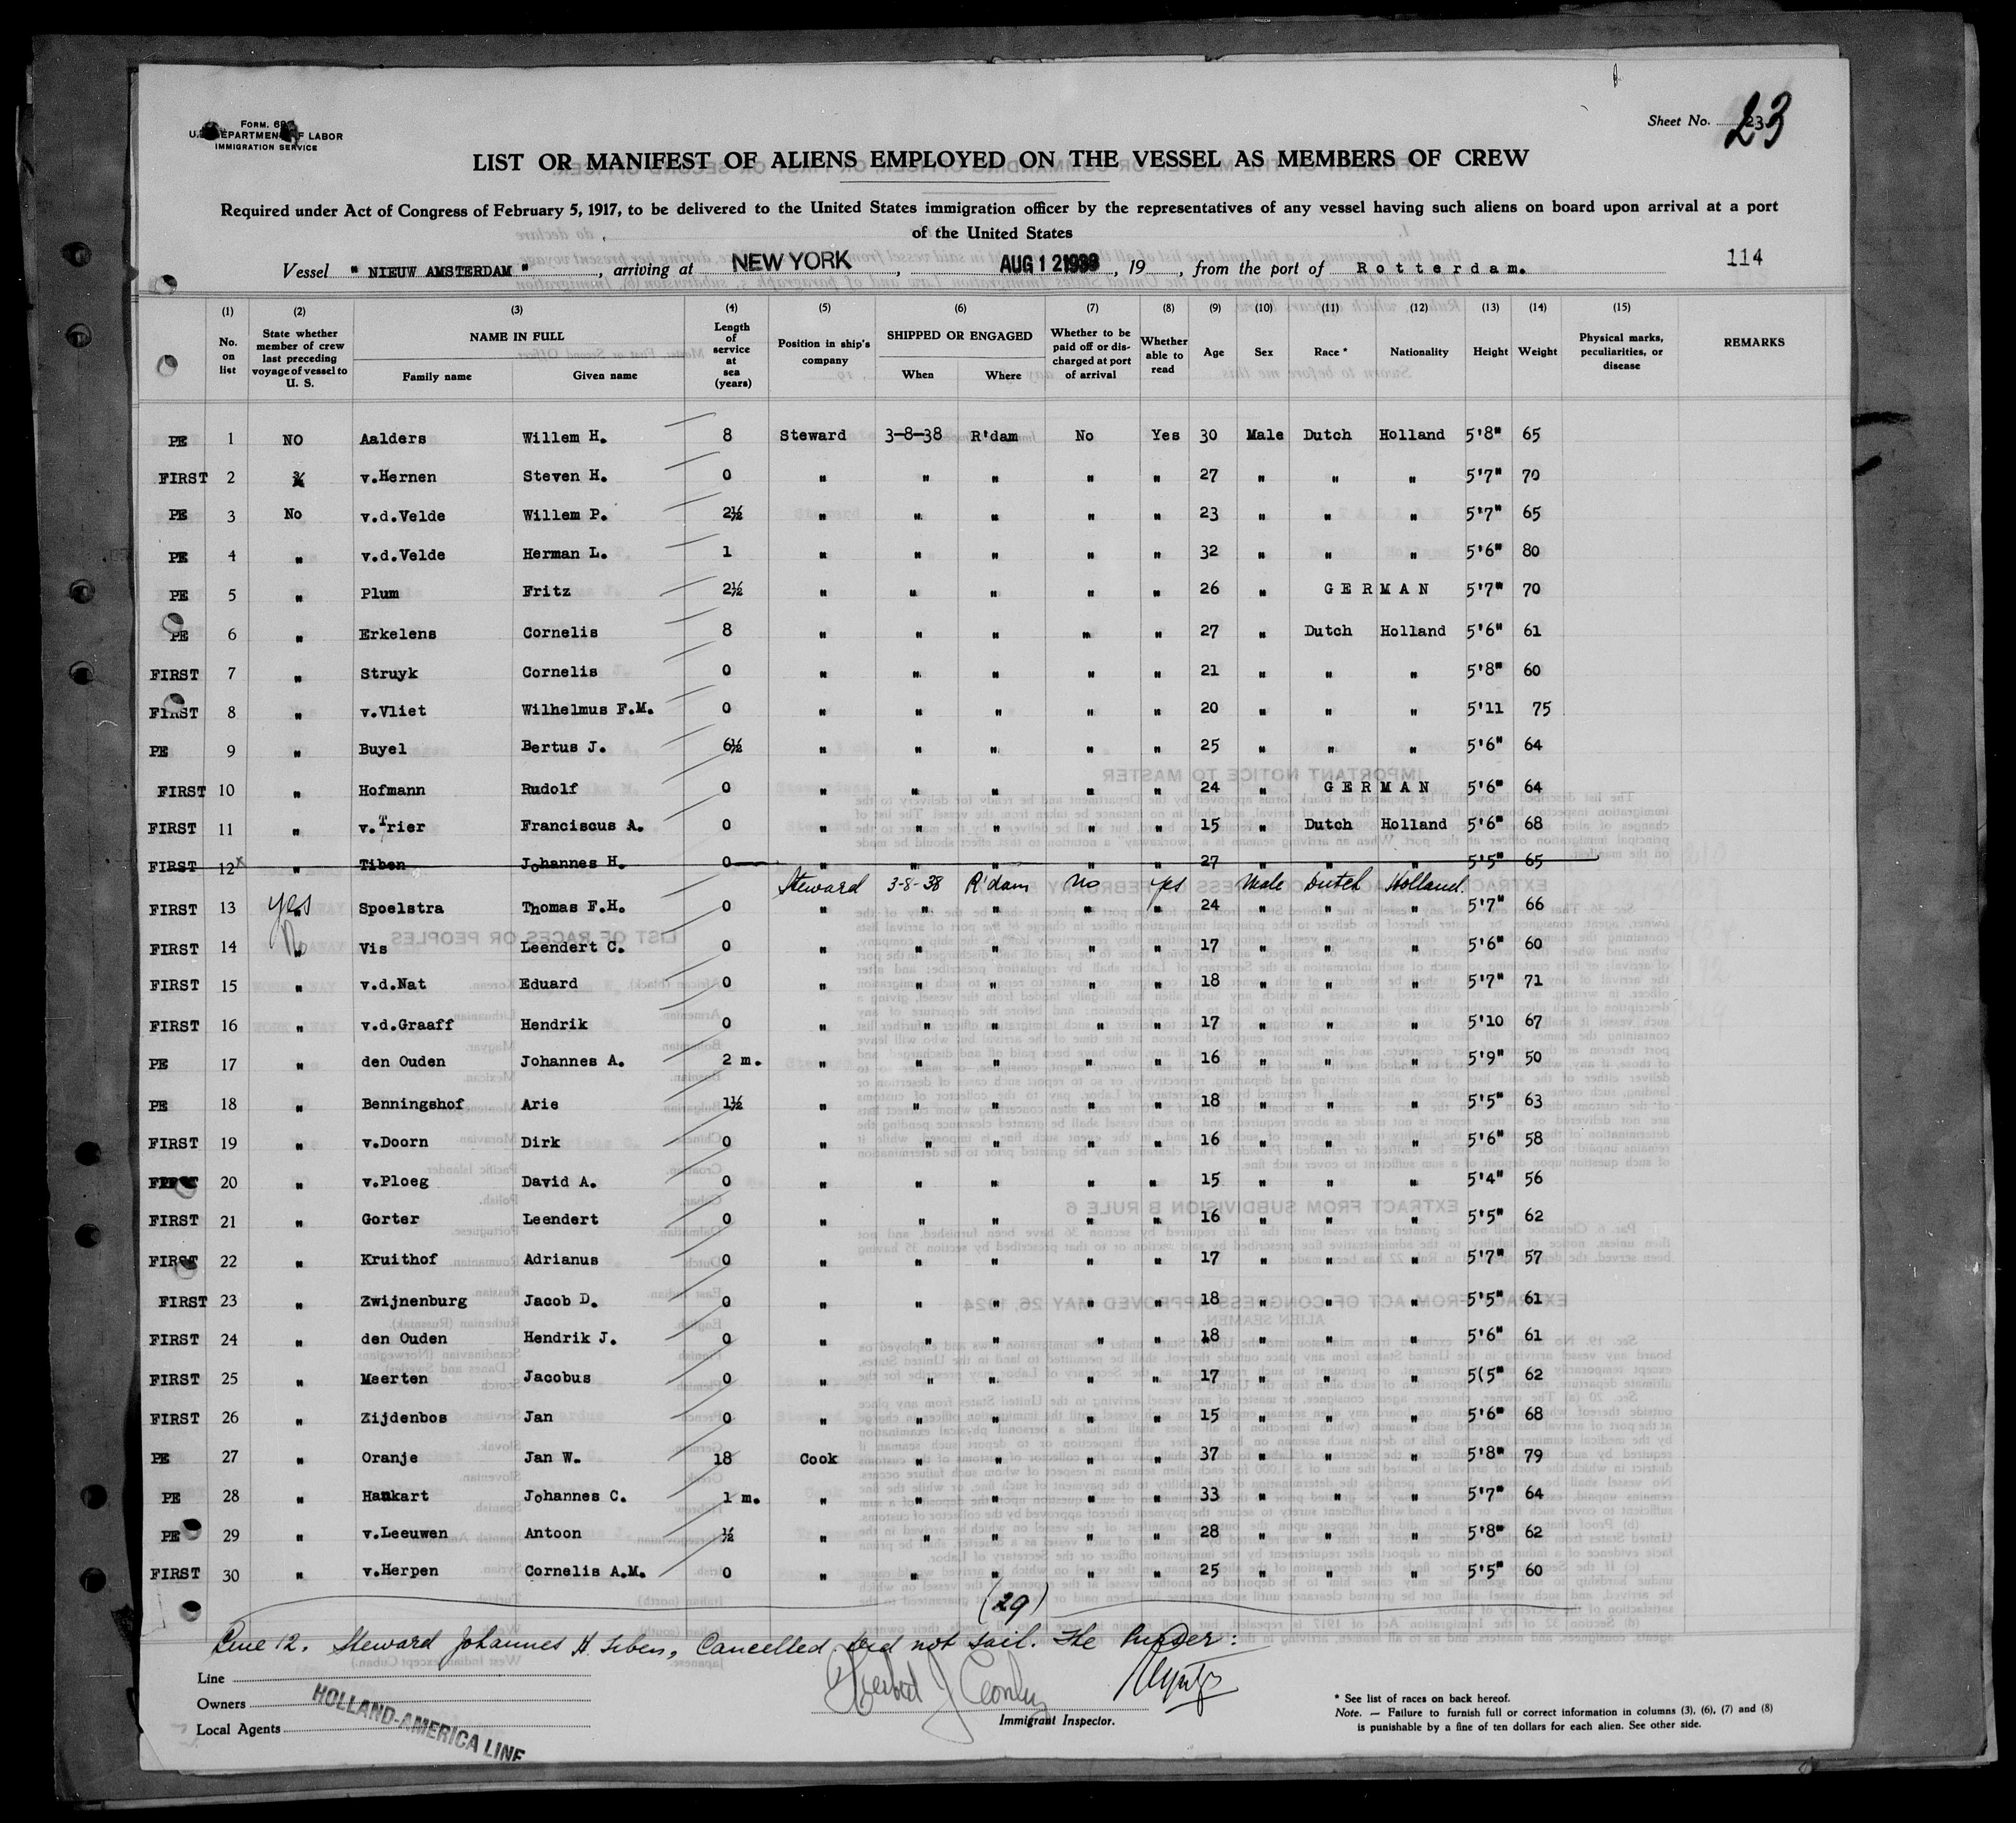 Sheet No. 23
23
FORM. 689
U.S. DEPARTMENT OF LABOR
IMMIGRATION SERVICE
LIST OR MANIFEST OF ALIENS EMPLOYED ON THE VESSEL AS MEMBERS OF CREW
Required under Act of Congress of February 5, 1917, to be delivered to the United States immigration officer by the representatives of any vessel having such aliens on board upon arrival at a port
of the United States
Vessel " NIEUW AMSTERDAM ", arriving at NEW YORK, AUG 12 1938, 19, from the port of Rotterdam. 114
(1) No. on list
(2) State whether member of crew last preceding voyage of vessel to U. S.
(3) NAME IN FULL Family name Given name
(4) Length of service at sea (years)
(5) Position in ship's company
(6) SHIPPED OR ENGAGED When Where
(7) Whether to be paid off or discharged at port of arrival
(8) Whether able to read
(9) Age
(10) Sex
(11) Race *
(12) Nationality
(13) Height
(14) Weight
(15) Physical marks, peculiarities, or disease
REMARKS
PE 1 NO Aalders Willem H. 8 Steward 3-8-38 R'dam No Yes 30 Male Dutch Holland 5'8" 65
FIRST 2 v.Hernen Steven H. 0 " " " " " 27 " " " 5'7" 70
PE 3 No v.d.Velde Willem P. 2½ " " " " " 23 " " " 5'7" 65
PE 4 " v.d.Velde Herman L. 1 " " " " " 32 " " " 5'6" 80
PE 5 " Plum Fritz 2½ " " " " " 26 " GERMAN 5'7" 70
PE 6 " Erkelens Cornelis 8 " " " " " 27 " Dutch Holland 5'6" 61
FIRST 7 " Struyk Cornelis 0 " " " " " 21 " " " 5'8" 60
FIRST 8 " v.Vliet Wilhelmus F.M. 0 " " " " " 20 " " " 5'11 75
PE 9 " Buyel Bertus J. 6½ " " " " " 25 " " " 5'6" 64
FIRST 10 " Hofmann Rudolf 0 " " " " " 24 " GERMAN 5'6" 64
FIRST 11 " v.Trier Franciscus A. 0 " " " " " 15 " Dutch Holland 5'6" 68
FIRST 12x " Tiben Johannes H. 0 " " " " " 27 " " " 5'5" 65
Steward 3-8-38 R'dam No yes Male Dutch Holland.
FIRST 13 yes " Spoelstra Thomas F.H. 0 " " " " " 24 " " " 5'7" 66
FIRST 14 No " Vis Leendert C. 0 " " " " " 17 " " " 5'6" 60
FIRST 15 " v.d.Nat Eduard 0 " " " " " 18 " " " 5'7" 71
FIRST 16 " v.d.Graaff Hendrik 0 " " " " " 17 " " " 5'10 67
PE 17 " den Ouden Johannes A. 2 m. " " " " " 16 " " " 5'9" 50
PE 18 " Benningshof Arie 1½ " " " " " 18 " " " 5'5" 63
FIRST 19 " v.Doorn Dirk 0 " " " " " 16 " " " 5'6" 58
FIRST 20 " v.Ploeg David A. 0 " " " " " 15 " " " 5'4" 56
FIRST 21 " Gorter Leendert 0 " " " " " 16 " " " 5'5" 62
FIRST 22 " Kruithof Adrianus 0 " " " " " 17 " " " 5'7" 57
FIRST 23 " Zwijnenburg Jacob D. 0 " " " " " 18 " " " 5'5" 61
FIRST 24 " den Ouden Hendrik J. 0 " " " " " 18 " " " 5'6" 61
FIRST 25 " Meerten Jacobus 0 " " " " " 17 " " " 5(5" 62
FIRST 26 " Zijdenbos Jan 0 " " " " " 15 " " " 5'6" 68
PE 27 " Oranje Jan W. 18 Cook " " " " 37 " " " 5'8" 79
PE 28 " Hankart Johannes C. 1 m. " " " " " 33 " " " 5'7" 64
PE 29 " v.Leeuwen Antoon ½ " " " " " 28 " " " 5'8" 62
FIRST 30 " v.Herpen Cornelis A.M. 0 " " " " " 25 " " " 5'5" 60
(29)
Line 12. Steward Johannes H. Tiben, Cancelled. Did not sail. The Purser:
Line
Owners
Local Agents
HOLLAND-AMERICA LINE
Immigrant Inspector.
* See list of races on back hereof.
Note. — Failure to furnish full or correct information in columns (3), (6), (7) and (8)
is punishable by a fine of ten dollars for each alien. See other side.